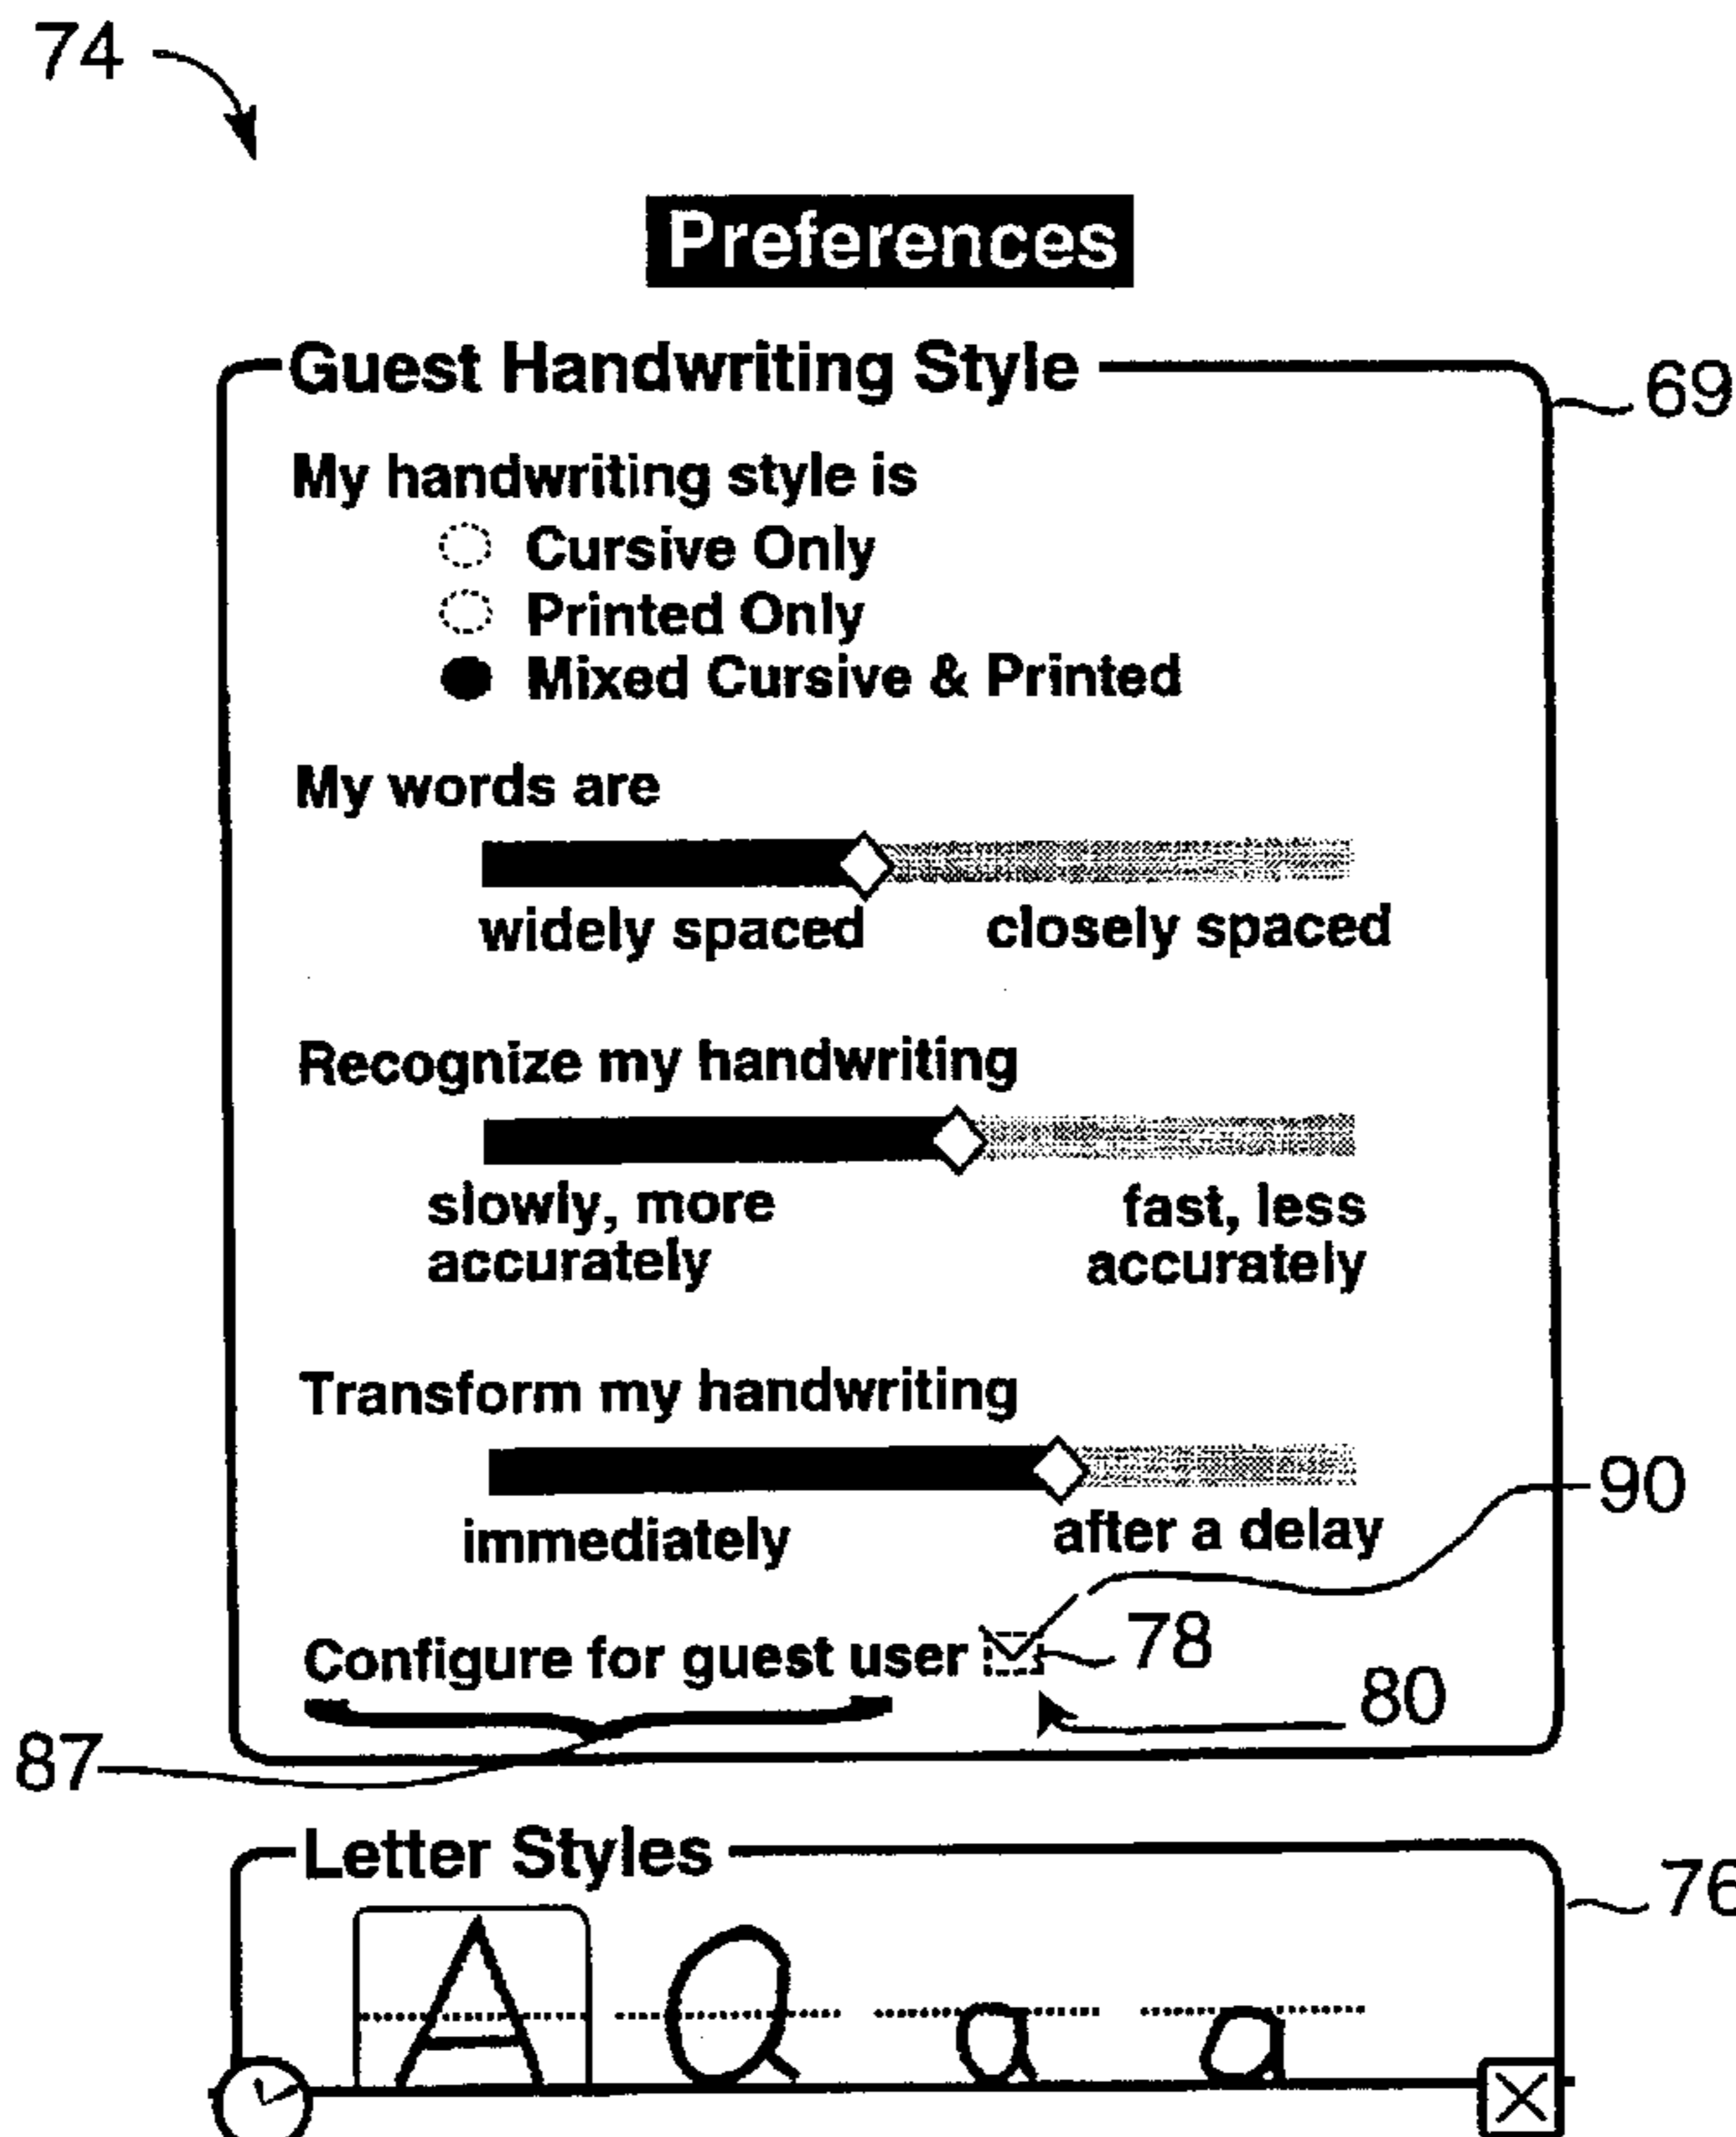 74
Preferences
Guest Handwriting Style
69
My handwriting style is
Cursive Only
Printed Only
Mixed Cursive & Printed
My words are
widely spaced closely spaced
Recognize my handwriting
slowly, more fast, less
accurately accurately
Transform my handwriting
90
immediately after a delay
Configure for guest user 78
80
87
Letter Styles
76
A a a a